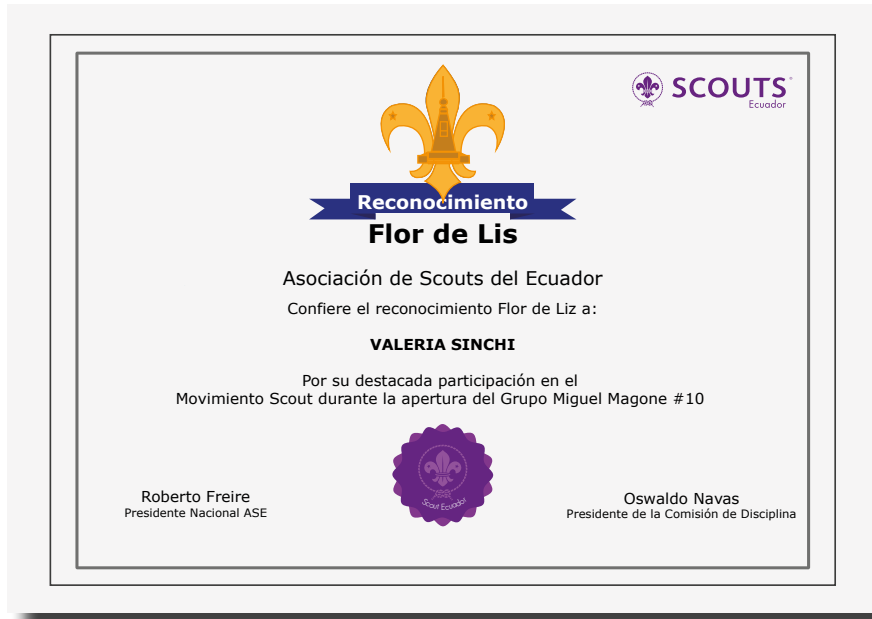 SCOUTS
Ecuador
Reconocimiento
Flor de Lis
Asociación de Scouts del Ecuador
Confiere el reconocimiento Flor de Liz a:
VALERIA SINCHI
Por su destacada participación en el
Movimiento Scout durante la apertura del Grupo Miguel Magone #10
Scout Ecuador
Roberto Freire
Presidente Nacional ASE
Oswaldo Navas
Presidente de la Comisión de Disciplina